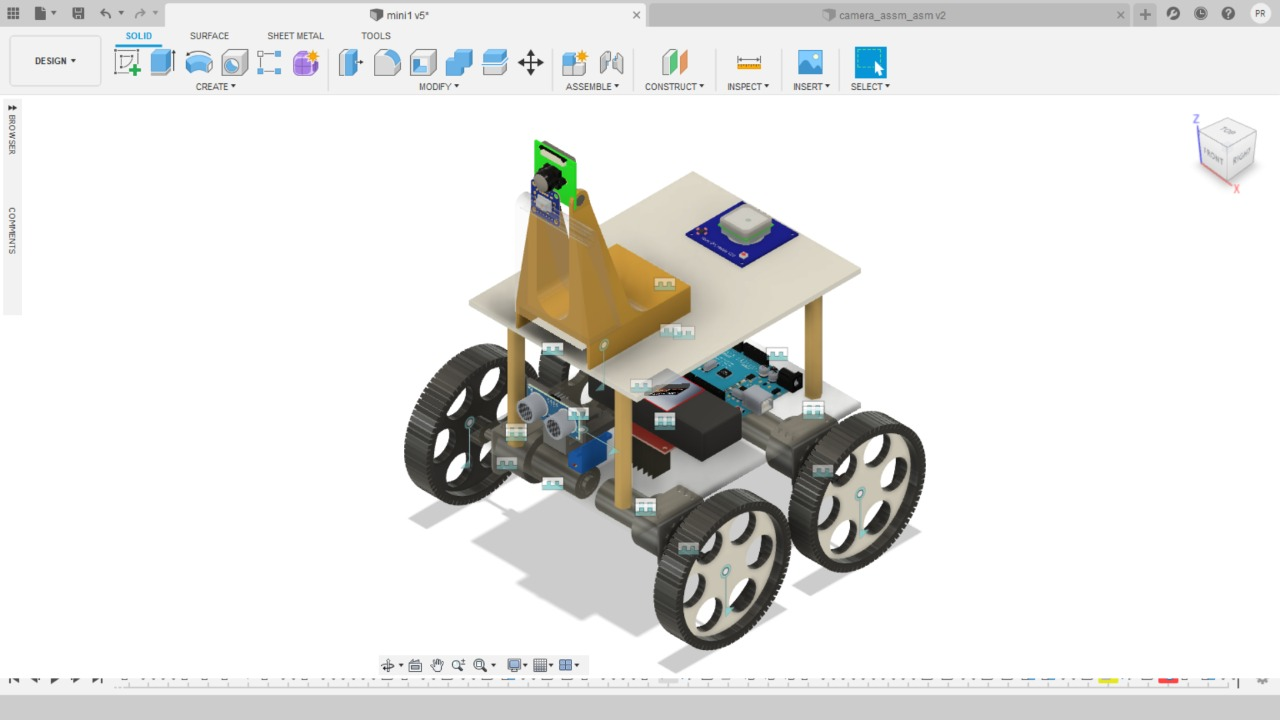 mini1 v5*
camera_assm_asm v2
PR
SOLID
SURFACE
SHEET METAL
TOOLS
DESIGN
CREATE
MODIFY
ASSEMBLE
CONSTRUCT
INSPECT
INSERT
SELECT
BROWSER
COMMENTS
Z
TOP
FRONT
RIGHT
X